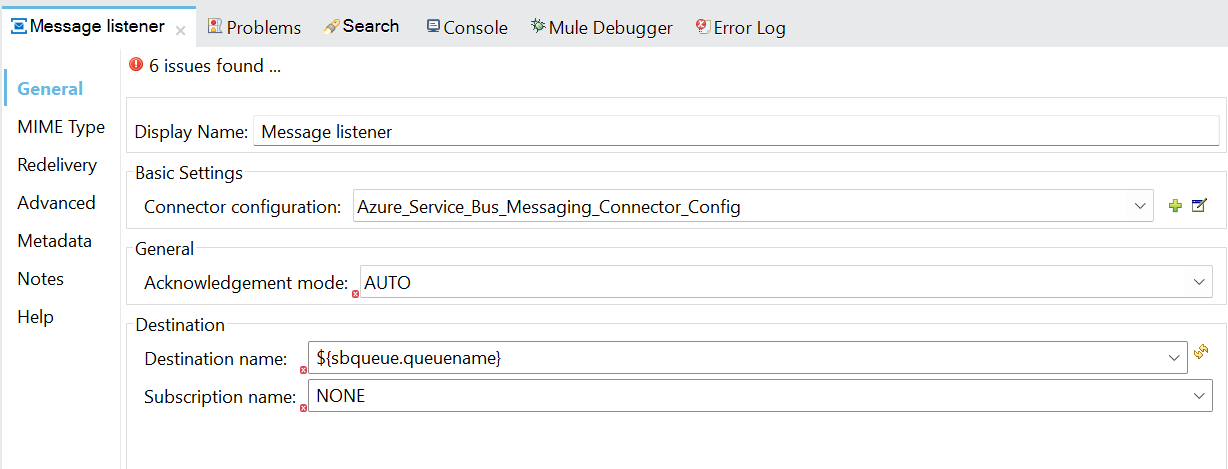 Message listener Problems Search Console Mule Debugger Error Log
6 issues found ...
General
MIME Type
Redelivery
Advanced
Metadata
Notes
Help
Display Name: Message listener
Basic Settings
Connector configuration: Azure_Service_Bus_Messaging_Connector_Config
General
Acknowledgement mode: AUTO
Destination
Destination name: ${sbqueue.queuename}
Subscription name: NONE